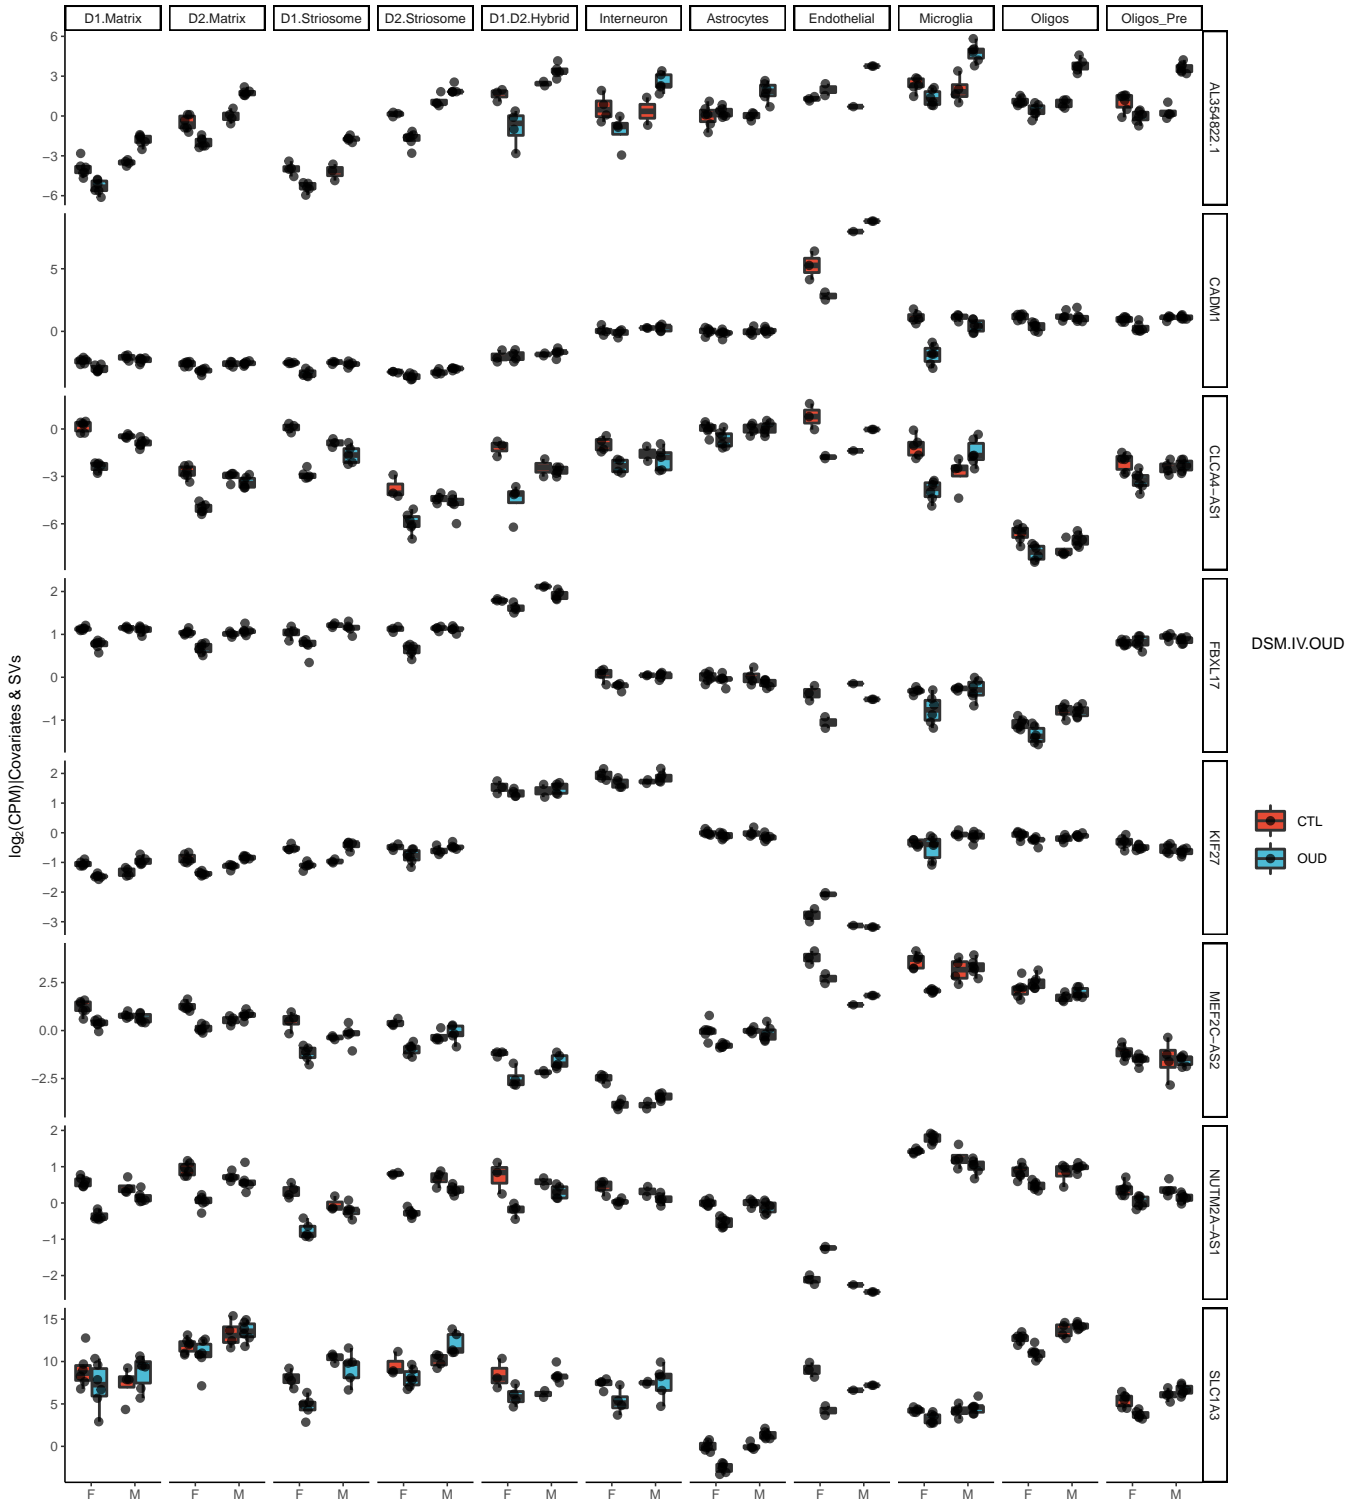 D1.Matrix D2.Matrix D1.Striosome D2.Striosome D1.D2.Hybrid Interneuron Astrocytes Endothelial Microglia Oligos Oligos_Pre
6
3
0
−3
−6
AL354822.1
5
0
CADM1
0
−3
−6
CLCA4−AS1
2
1
0
−1
FBXL17
2
1
0
−1
−2
−3
KIF27
2.5
0.0
−2.5
MEF2C−AS2
2
1
0
−1
−2
NUTM2A−AS1
15
10
5
0
SLC1A3
F M F M F M F M F M F M F M F M F M F M F M
log2(CPM)|Covariates & SVs
DSM.IV.OUD
CTL
OUD